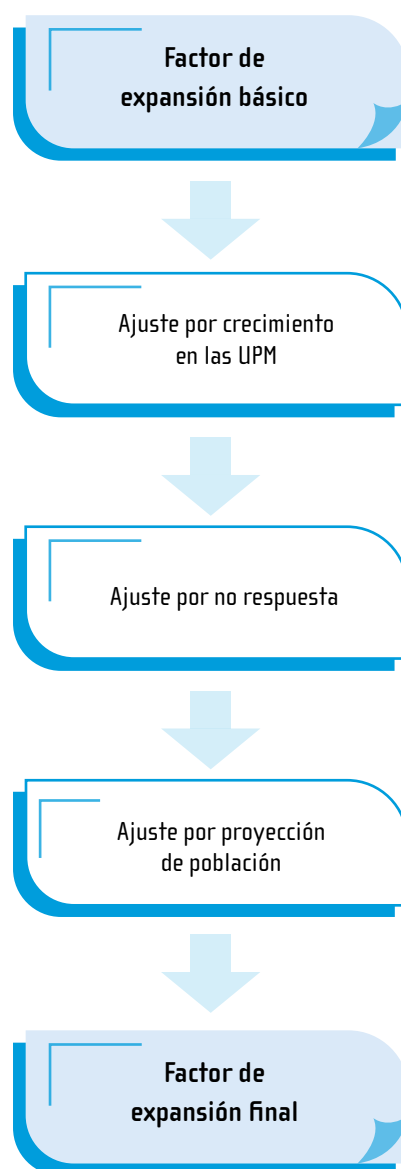 Factor de
expansión básico
Ajuste por crecimiento
en las UPM
Ajuste por no respuesta
Ajuste por proyección
de población
Factor de
expansión final